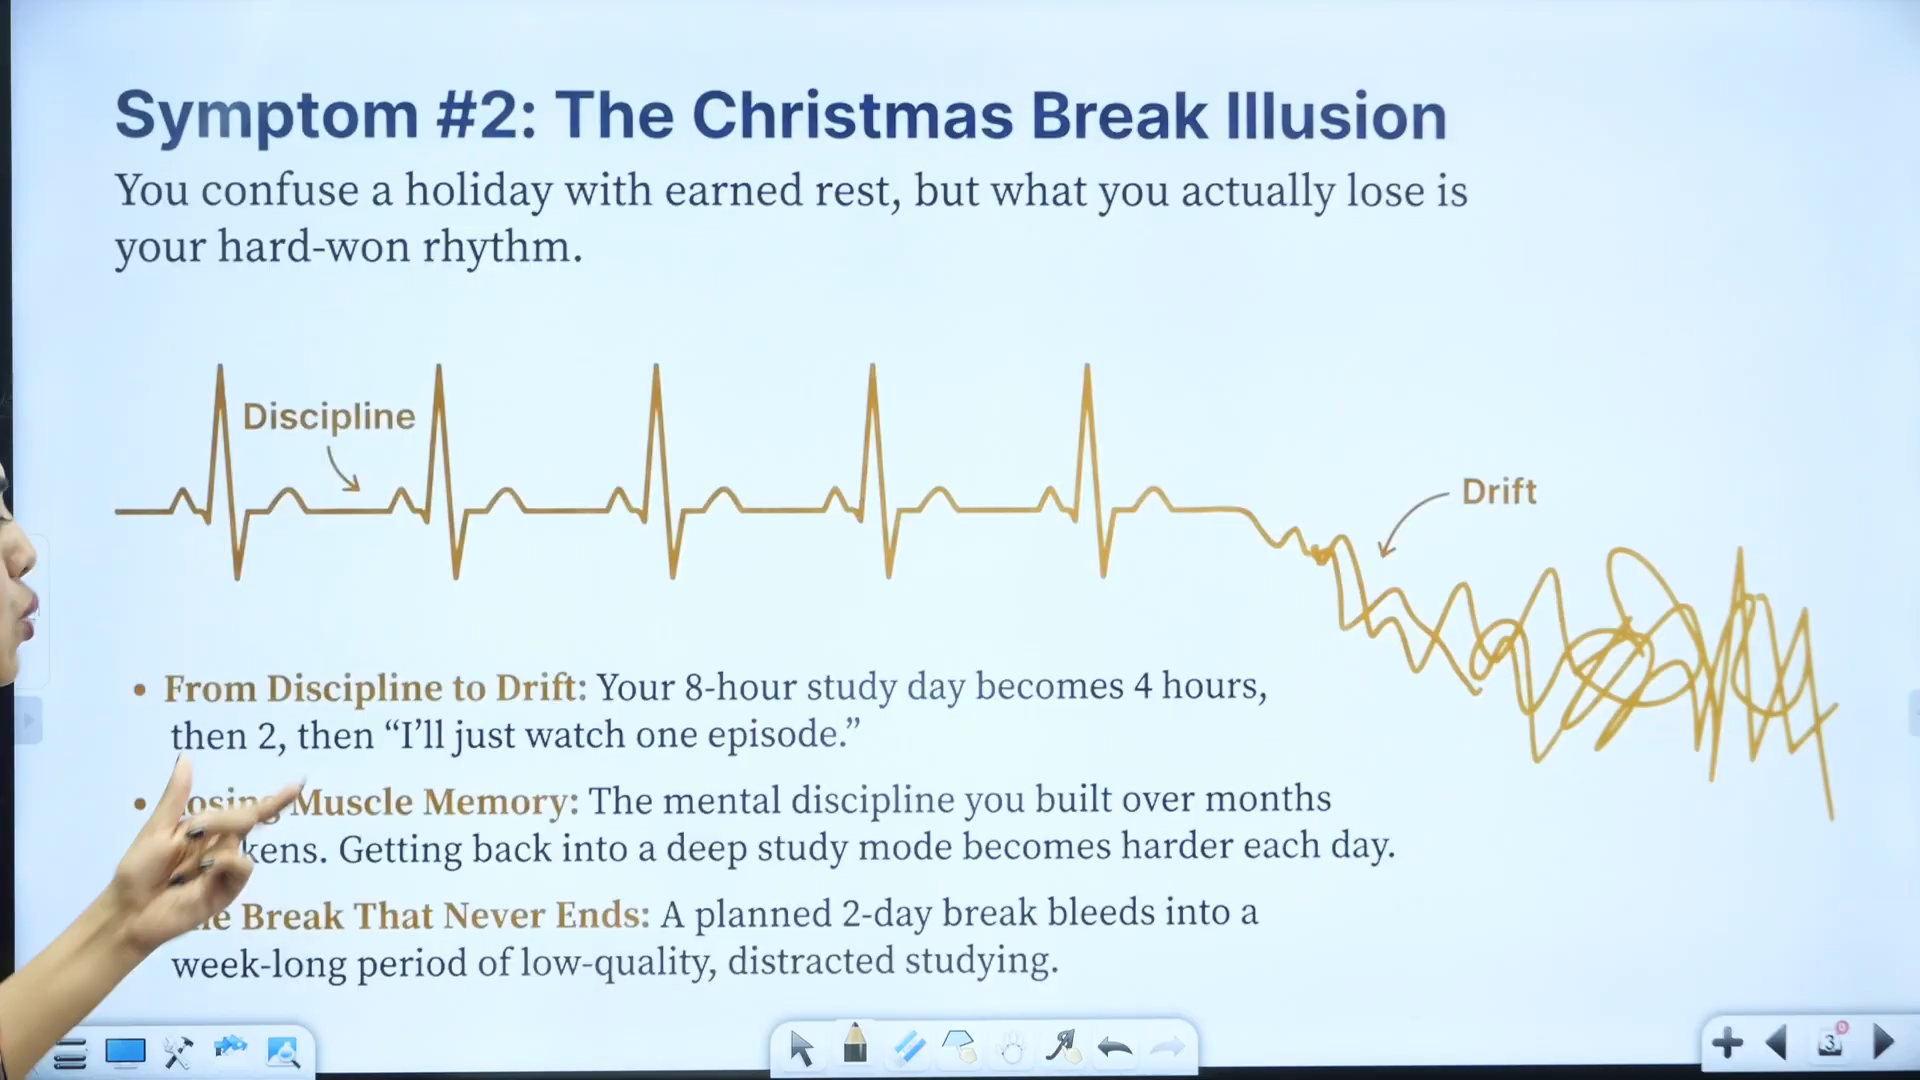 Symptom #2: The Christmas Break Illusion
You confuse a holiday with earned rest, but what you actually lose is
your hard-won rhythm.
Discipline
Drift
• From Discipline to Drift: Your 8-hour study day becomes 4 hours,
then 2, then “I’ll just watch one episode.”
• Muscle Memory: The mental discipline you built over months
Getting back into a deep study mode becomes harder each day.
Break That Never Ends: A planned 2-day break bleeds into a
week-long period of low-quality, distracted studying.
3